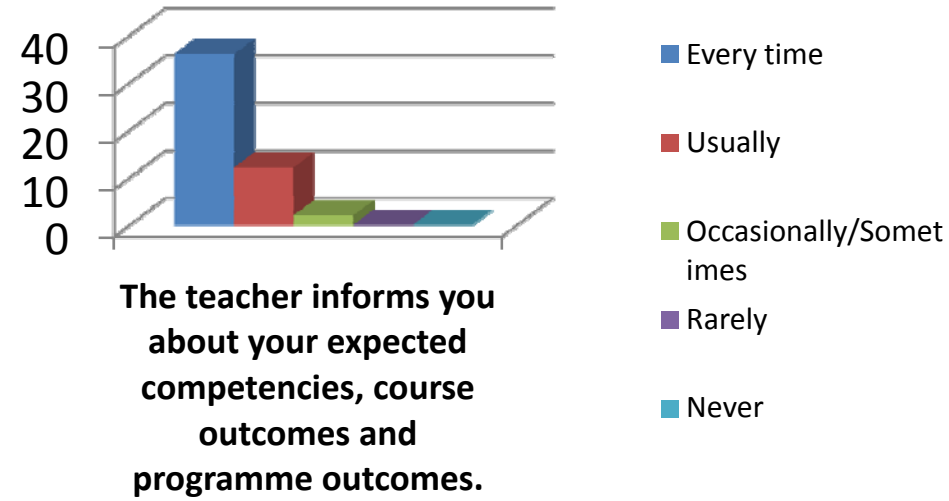 40
30
20
10
0
The teacher informs you
about your expected
competencies, course
outcomes and
programme outcomes.
Every time
Usually
Occasionally/Somet
imes
Rarely
Never